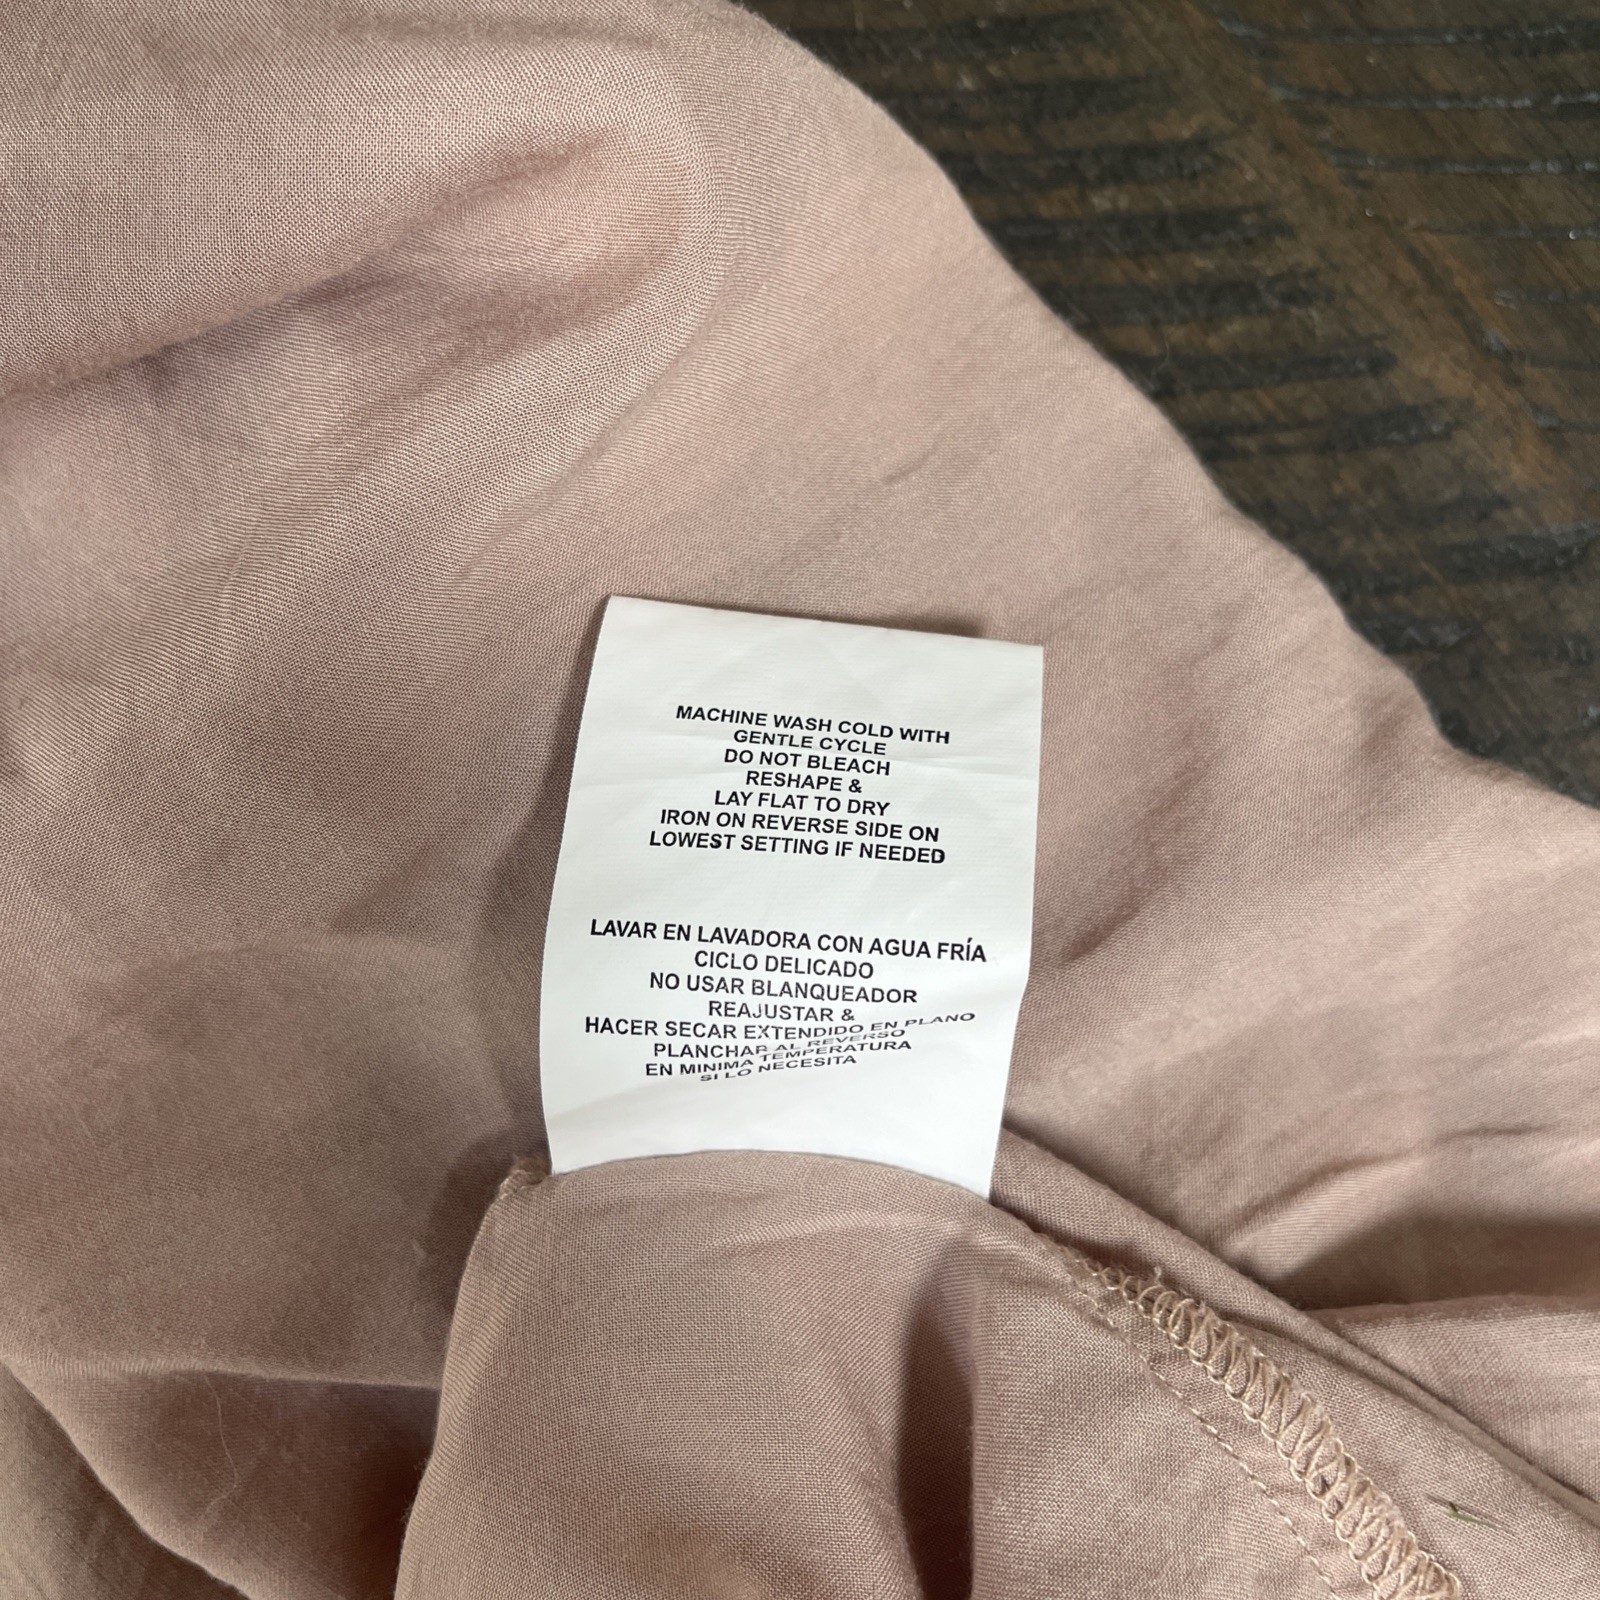 MACHINE WASH COLD WITH
GENTLE CYCLE
DO NOT BLEACH
RESHAPE &
LAY FLAT TO DRY
IRON ON REVERSE SIDE ON
LOWEST SETTING IF NEEDED
LAVAR EN LAVADORA CON AGUA FRÍA
CICLO DELICADO
NO USAR BLANQUEADOR
REAJUSTAR &
HACER SECAR EXTENDIDO EN PLANO
PLANCHAR AL REVERSO
EN MINIMA TEMPERATURA
SI LO NECESITA